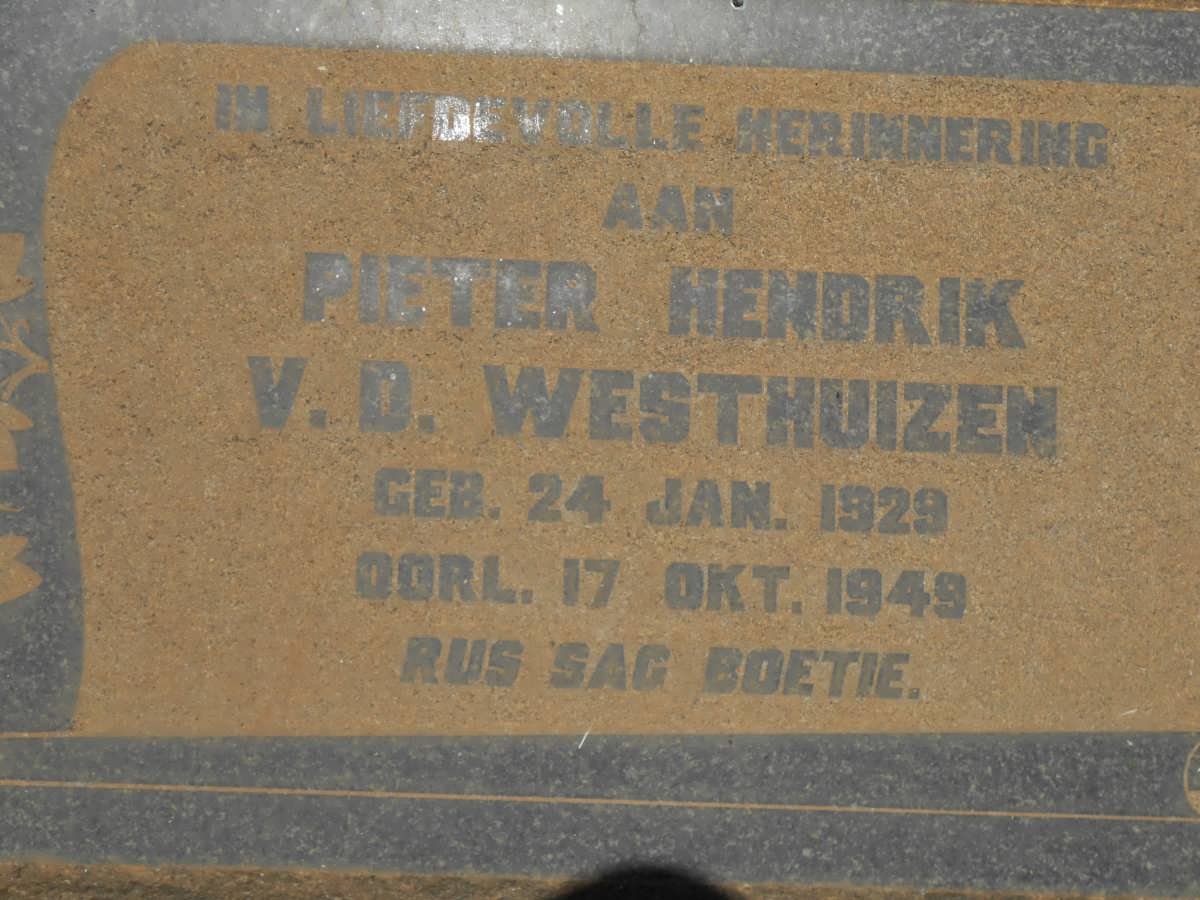 IN LIEFDEVOLLE HERINNERING
AAN
PIETER HENDRIK
V.D. WESTHUIZEN
GEB. 24 JAN. 1929
OORL. 17 OKT. 1949
RUS SAG BOETIE.